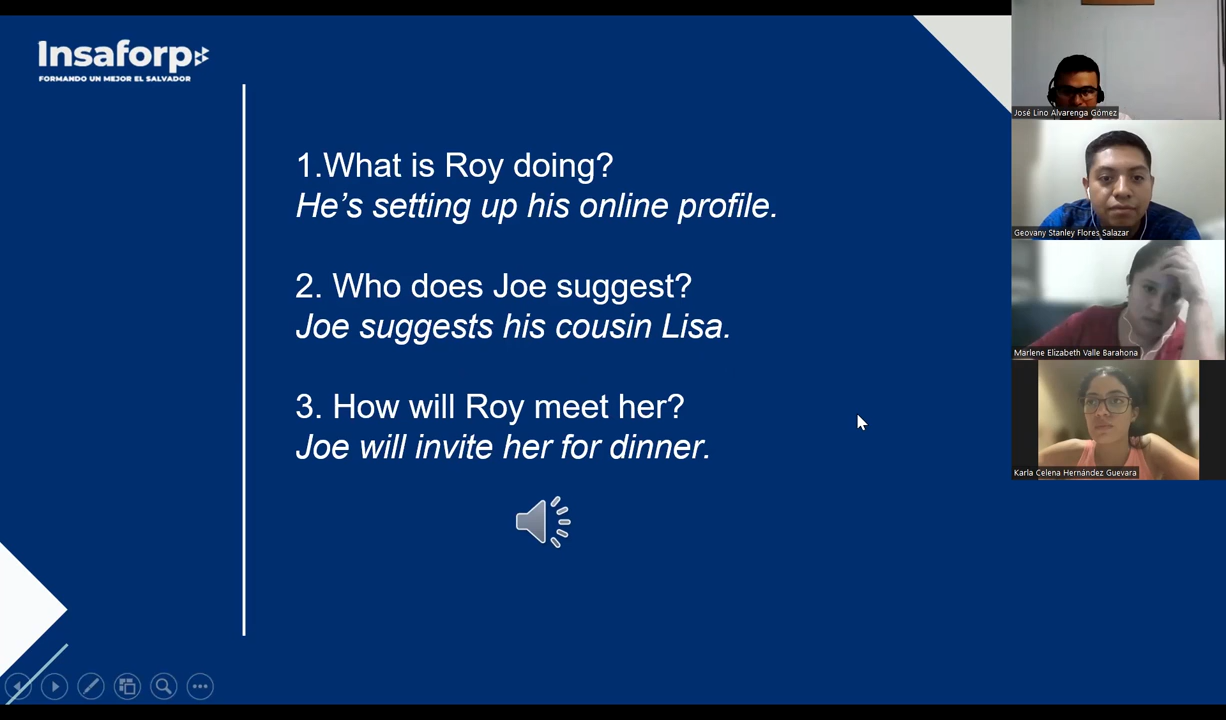 Insaforp
FORMANDO UN MEJOR EL SALVADOR
1.What is Roy doing?
He's setting up his online profile.
2. Who does Joe suggest?
Joe suggests his cousin Lisa.
3. How will Roy meet her?
Joe will invite her for dinner.
José Lino Alvarenga Gómez
Geovany Stanley Flores Salazar
Marlene Elizabeth Valle Barahona
Karla Celena Hernández Guevara